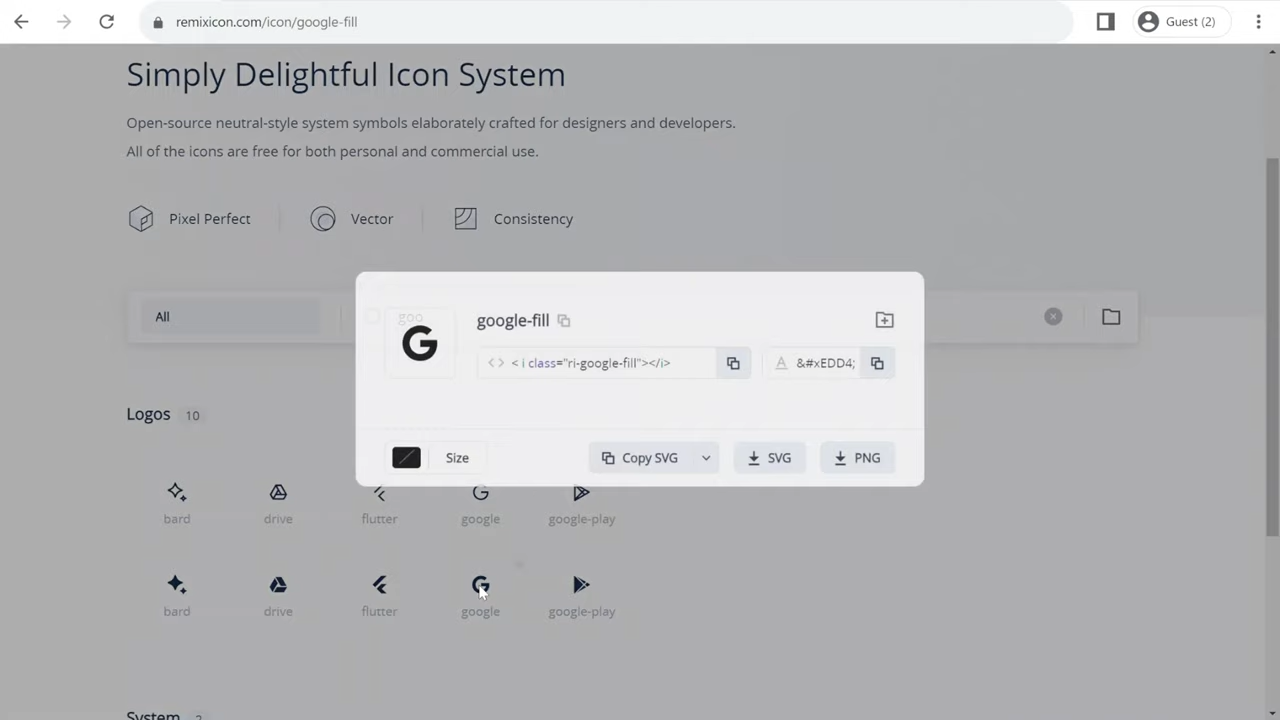 remixicon.com/icon/google-fill
Guest (2)
Simply Delightful Icon System
Open-source neutral-style system symbols elaborately crafted for designers and developers.
All of the icons are free for both personal and commercial use.
Pixel Perfect
Vector
Consistency
All
goo
google-fill
<i class="ri-google-fill"></i>
&#xEDD4;
Size
Copy SVG
SVG
PNG
Logos 10
bard
drive
flutter
google
google-play
bard
drive
flutter
google
google-play
System 2